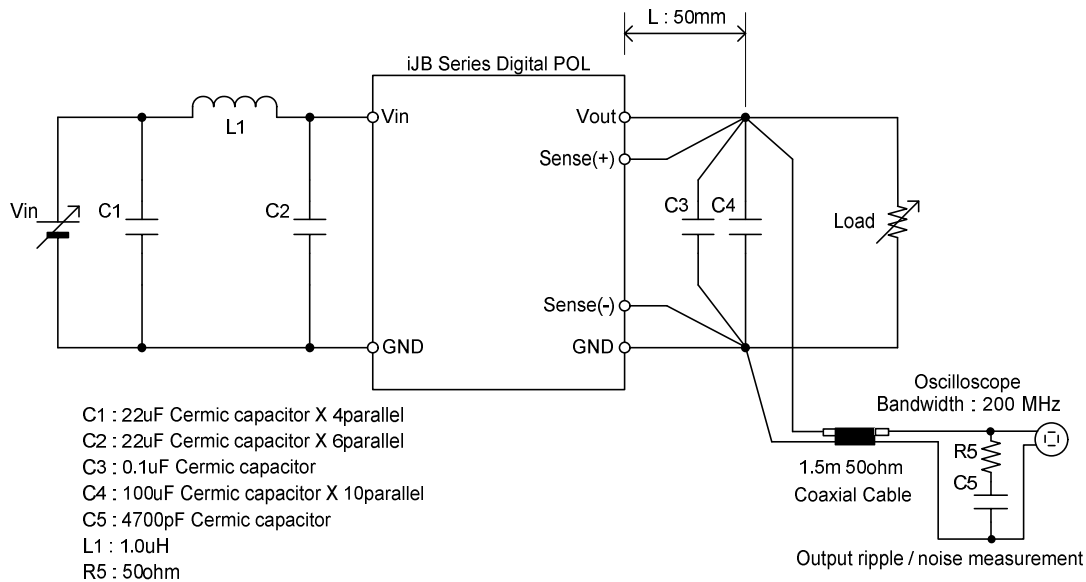 L : 50mm
iJB Series Digital POL
Vin
Vout
L1
Sense(+)
Vin
C1
C2
C3
C4
Load
Sense(-)
GND
GND
Oscilloscope
Bandwidth : 200 MHz
C1 : 22uF Cermic capacitor X 4parallel
C2 : 22uF Cermic capacitor X 6parallel
C3 : 0.1uF Cermic capacitor
C4 : 100uF Cermic capacitor X 10parallel
C5 : 4700pF Cermic capacitor
L1 : 1.0uH
R5 : 50ohm
1.5m 50ohm
Coaxial Cable
R5
C5
Output ripple / noise measurement